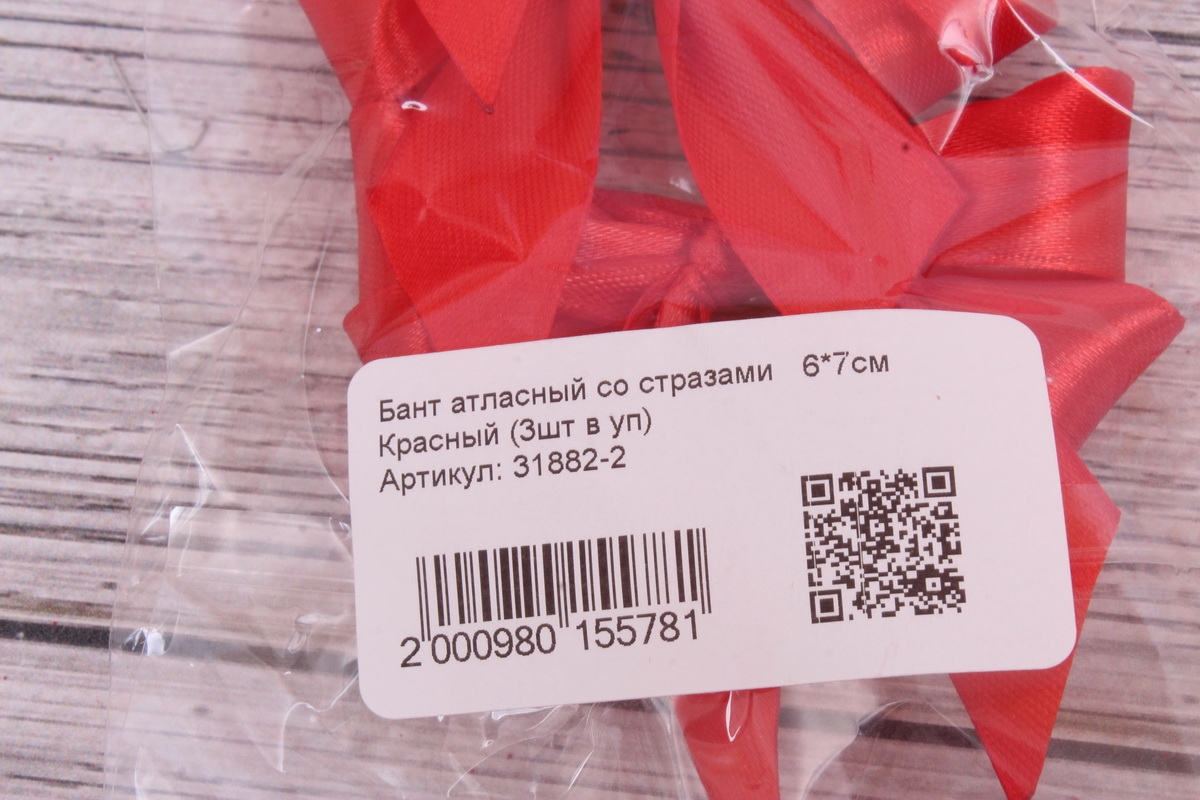 Бант атласный со стразами 6*7см
Красный (3шт в уп)
Артикул: 31882-2
2 000980 155781